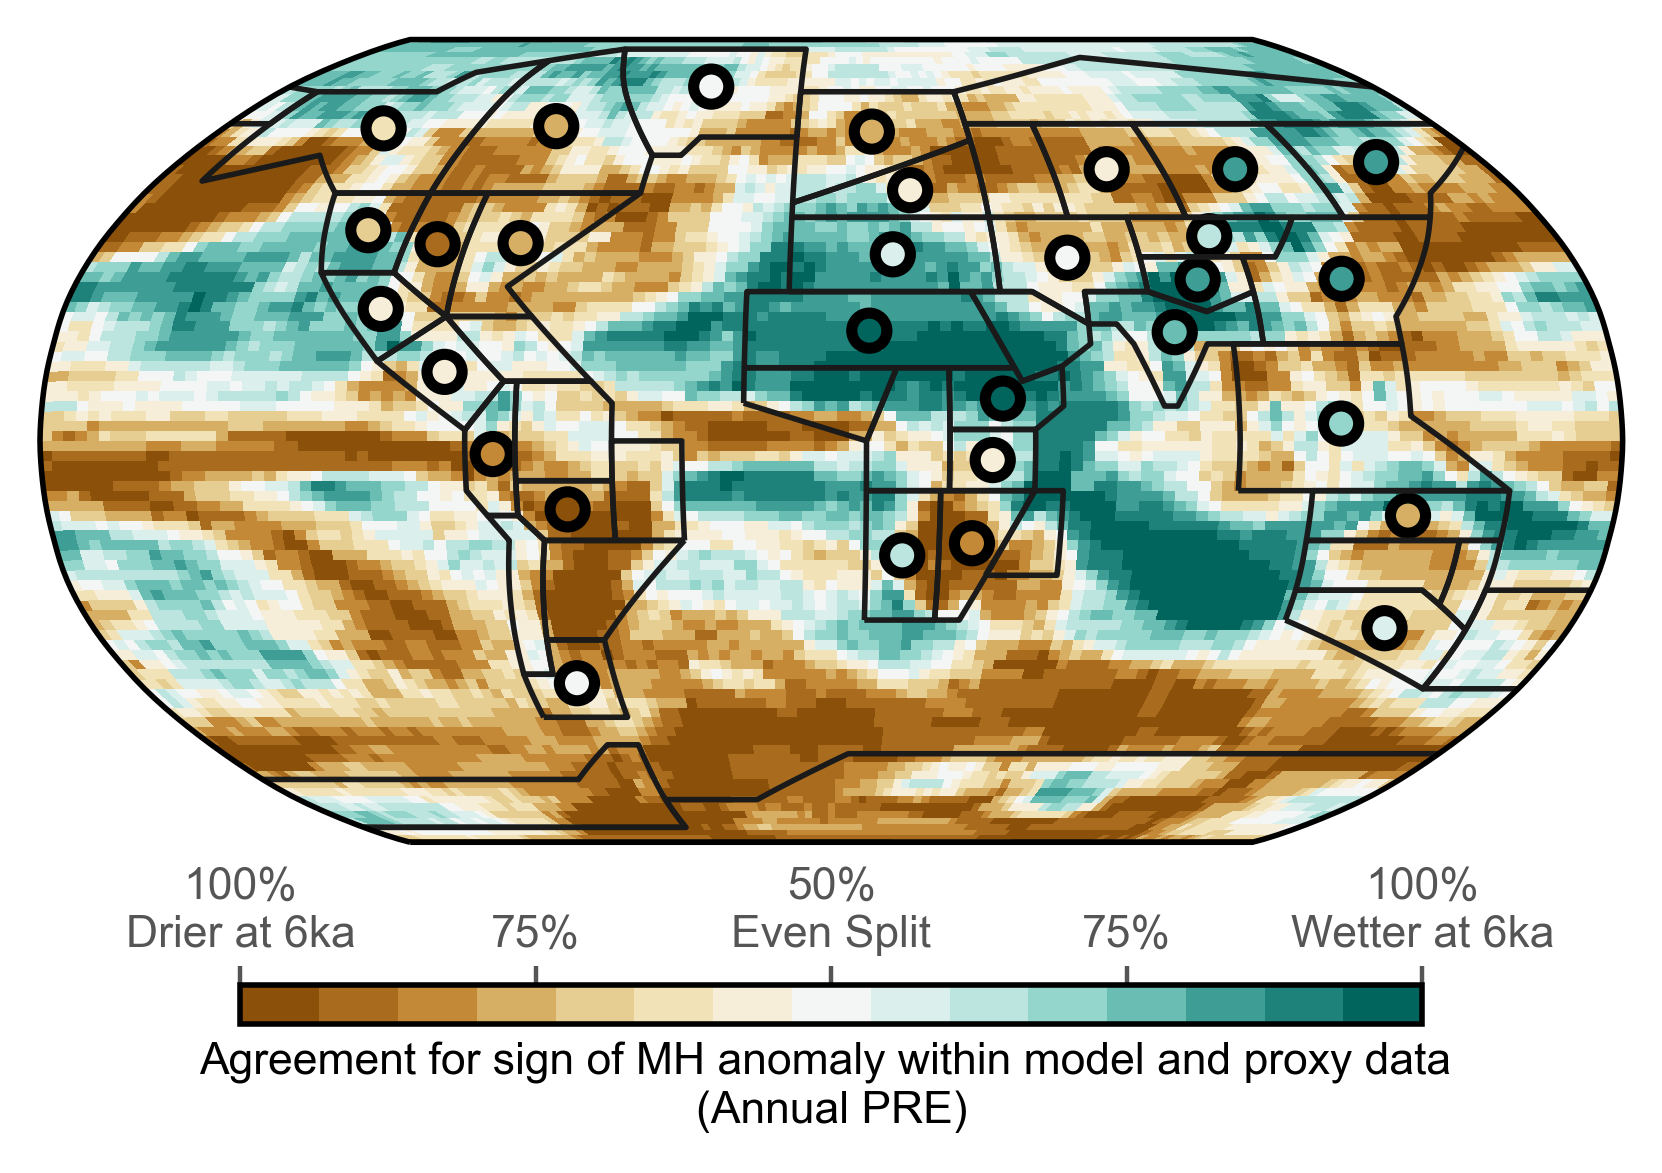 100% 50% 100%
Drier at 6ka 75% Even Split 75% Wetter at 6ka
Agreement for sign of MH anomaly within model and proxy data
(Annual PRE)